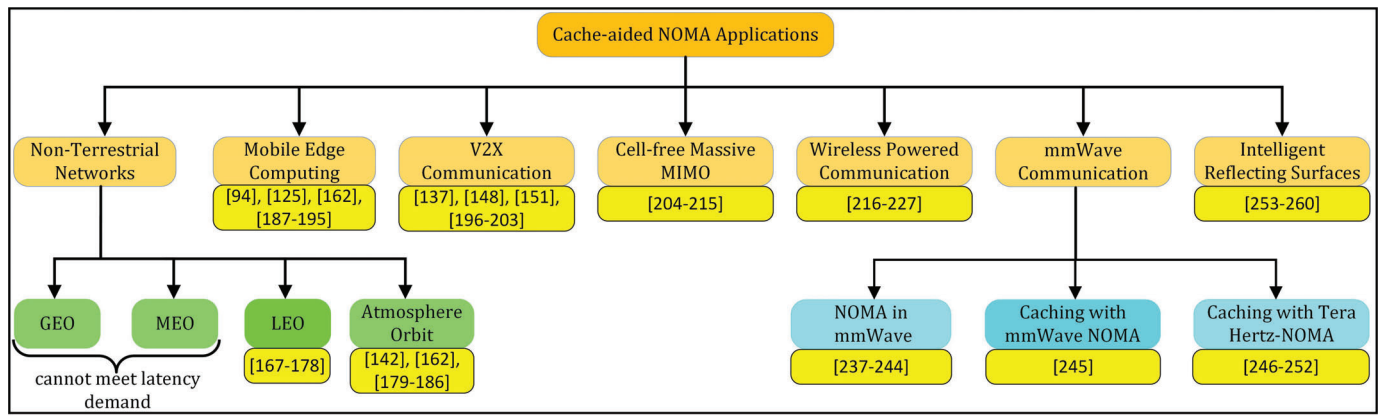 Cache-aided NOMA Applications
Non-Terrestrial
Networks
Mobile Edge
Computing
[94], [125], [162],
[187-195]
V2X
Communication
[137], [148], [151],
[196-203]
Cell-free Massive
MIMO
[204-215]
Wireless Powered
Communication
[216-227]
mmWave
Communication
Intelligent
Reflecting Surfaces
[253-260]
GEO
MEO
cannot meet latency
demand
LEO
[167-178]
Atmosphere
Orbit
[142], [162],
[179-186]
NOMA in
mmWave
[237-244]
Caching with
mmWave NOMA
[245]
Caching with Tera
Hertz-NOMA
[246-252]